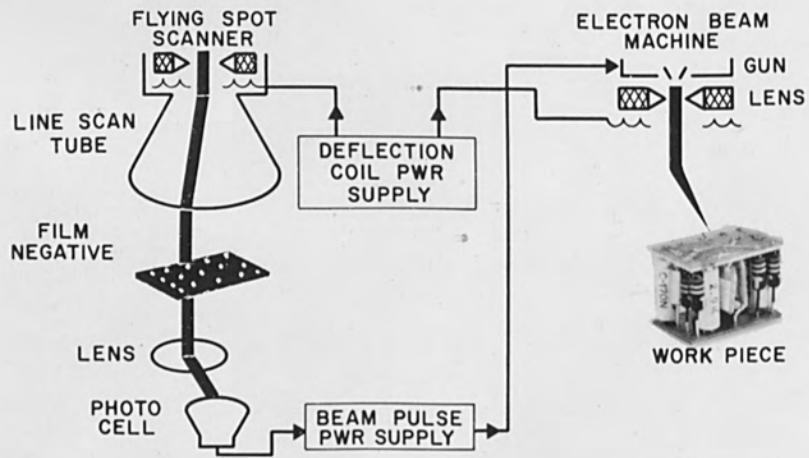 FLYING SPOT
SCANNER
ELECTRON BEAM
MACHINE
GUN
LENS
LINE SCAN
TUBE
DEFLECTION
COIL PWR
SUPPLY
FILM
NEGATIVE
LENS
WORK PIECE
PHOTO
CELL
BEAM PULSE
PWR SUPPLY